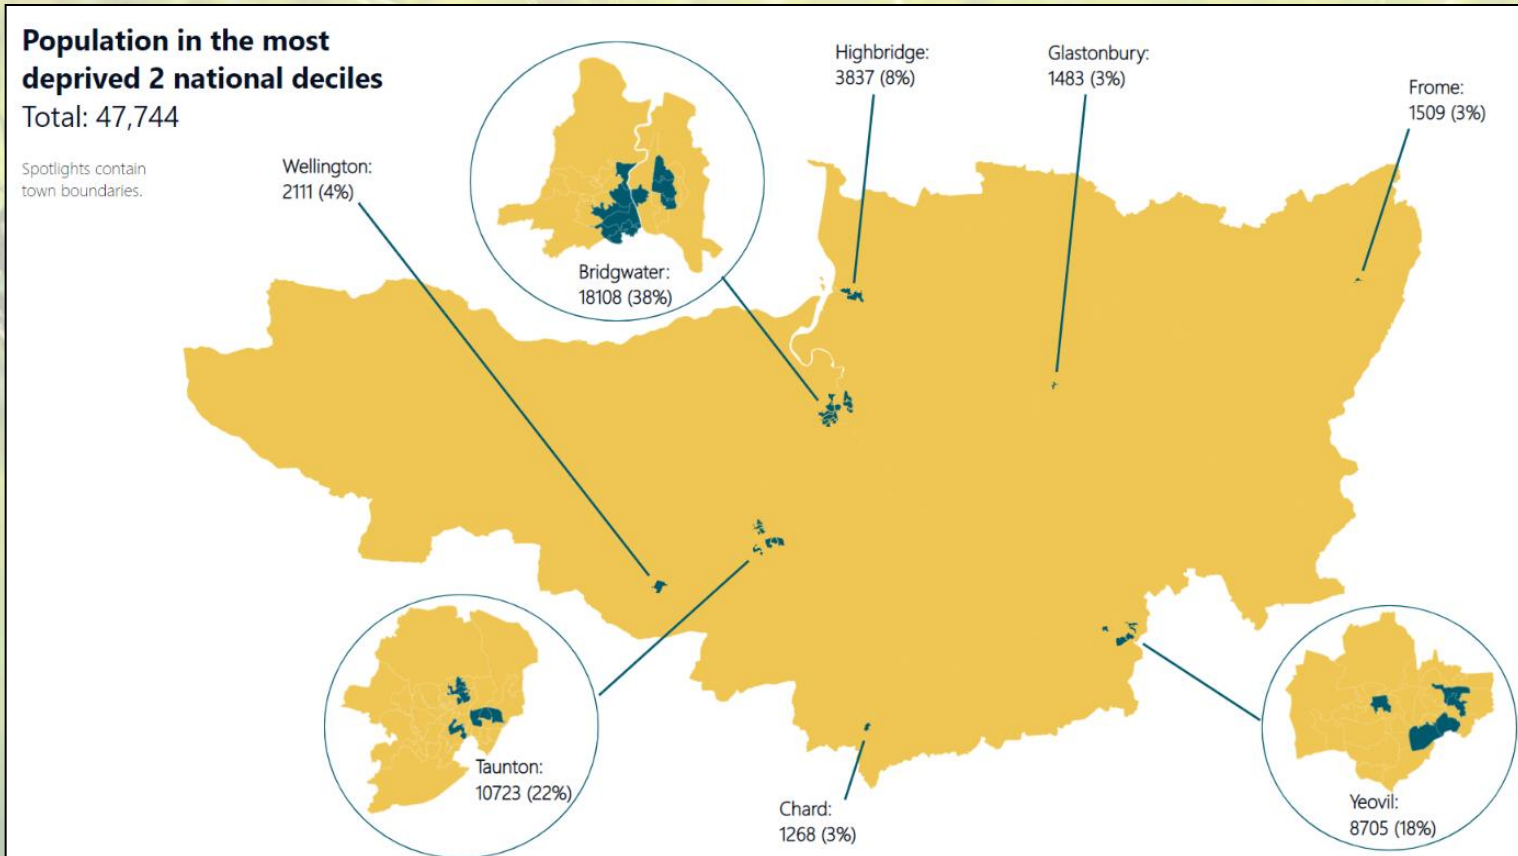 Population in the most
deprived 2 national deciles
Total: 47,744
Spotlights contain
town boundaries.
Wellington:
2111 (4%)
Bridgwater:
18108 (38%)
Highbridge:
3837 (8%)
Glastonbury:
1483 (3%)
Frome:
1509 (3%)
Taunton:
10723 (22%)
Chard:
1268 (3%)
Yeovil:
8705 (18%)